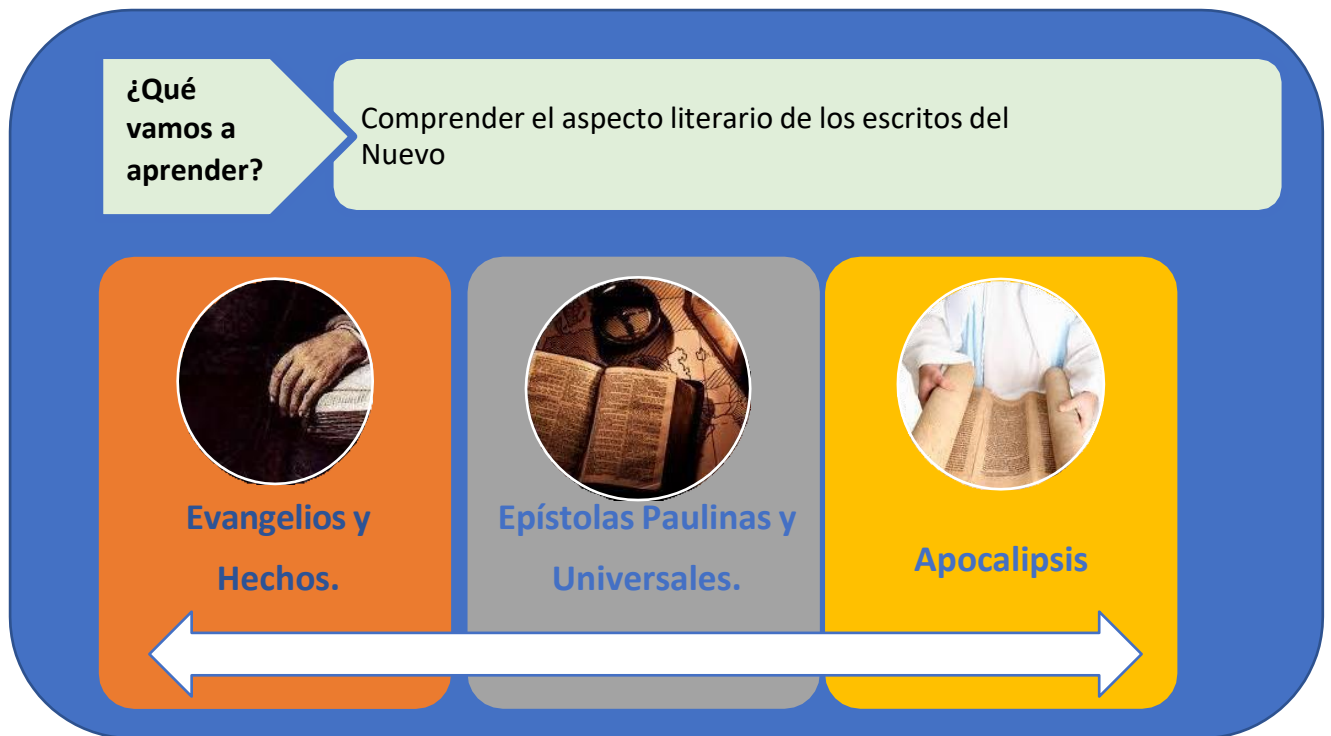 ¿Qué
vamos a
aprender?
Comprender el aspecto literario de los escritos del
Nuevo
Evangelios y
Hechos.
Epístolas Paulinas y
Universales.
Apocalipsis